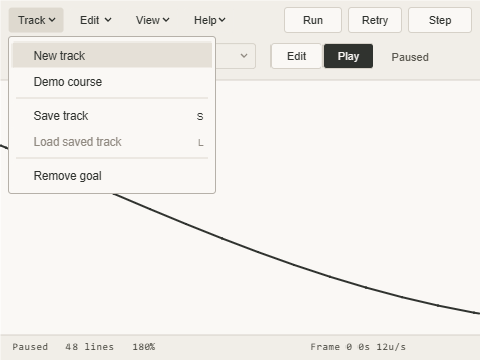 Track Edit View Help Run Retry Step
New track
Edit Play Paused
Demo course
Save track S
Load saved track L
Remove goal
Paused 48 lines 180% Frame 0 0s 12u/s